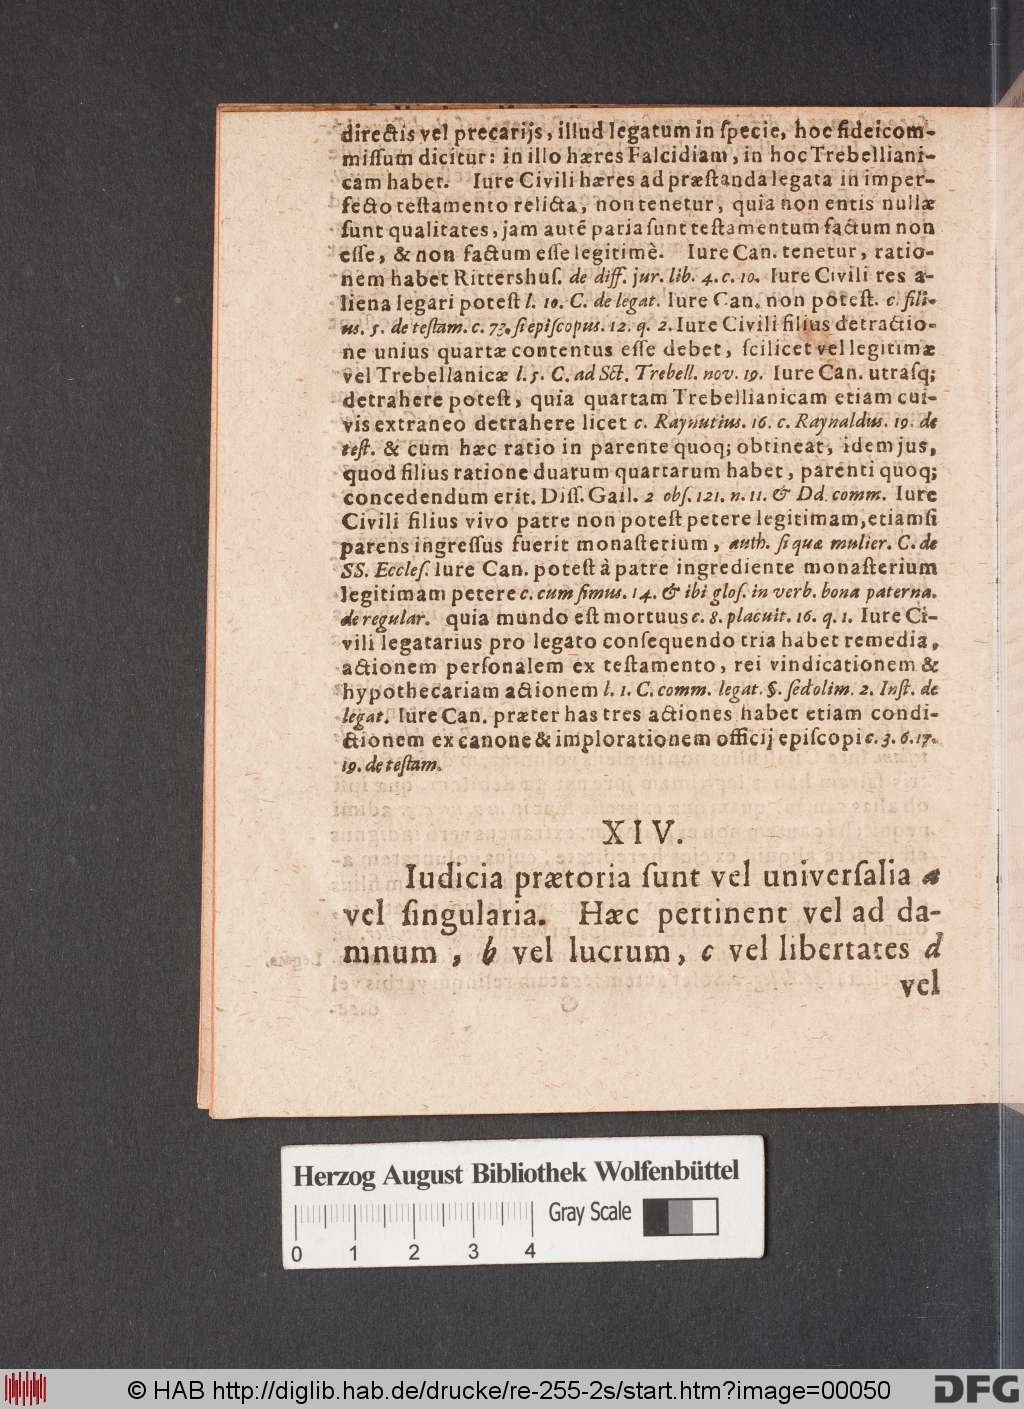 directis vel precarijs, illud legatum in ſpecie, hoc fideicom-
miſſum dicitur: in illo hæres Falcidiam, in hoc Trebelliani-
cam habet. Iure Civili hæres ad præſtanda legata in imper-
fecto teſtamento relicta, non tenetur, quia non entis nullæ
ſunt qualitates, jam autẽ paria ſunt teſtamentum factum non
eſſe, & non factum eſſe legitimè. Iure Can. tenetur, ratio-
nem habet Rittershuſ. de diff. jur. lib. 4. c. 10. Iure Civili res a-
liena legari poteſt l. 10. C. de legat. Iure Can. non poteſt. c. fili-
us. 5. de teſtam. c. 73. ſi epiſcopus. 12. q. 2. Iure Civili filius detractio-
ne unius quartæ contentus eſſe debet, ſcilicet vel legitimæ
vel Trebellanicæ l. 5. C. ad Sct. Trebell. nov. 19. Iure Can. utraſq;
detrahere poteſt, quia quartam Trebellianicam etiam cui-
vis extraneo detrahere licet c. Raynutius. 16. c. Raynaldus. 19. de
teſt. & cum hæc ratio in parente quoq; obtineat, idem jus,
quod filius ratione duarum quartarum habet, parenti quoq;
concedendum erit. Diſſ. Gail. 2 obſ. 121. n. 11. & Dd. comm. Iure
Civili filius vivo patre non poteſt petere legitimam, etiamſi
parens ingreſſus fuerit monaſterium, auth. ſi qua mulier. C. de
SS. Eccleſ. Iure Can. poteſt à patre ingrediente monaſterium
legitimam petere c. cum ſimus. 14. & ibi gloſ. in verb. bona paterna.
de regular. quia mundo eſt mortuus c. 8. placuit. 16. q. 1. Iure Ci-
vili legatarius pro legato conſequendo tria habet remedia,
actionem perſonalem ex teſtamento, rei vindicationem &
hypothecariam actionem l. 1. C. comm. legat. §. ſed olim. 2. Inſt. de
legat. Iure Can. præter has tres actiones habet etiam condi-
ctionem ex canone & implorationem officij epiſcopi c. 3. 6. 17.
19. de teſtam.
XIV.
Iudicia prætoria ſunt vel univerſalia a
vel ſingularia. Hæc pertinent vel ad da-
mnum, b vel lucrum, c vel libertates d
vel
Herzog August Bibliothek Wolfenbüttel
Gray Scale
0 1 2 3 4
© HAB http://diglib.hab.de/drucke/re-255-2s/start.htm?image=00050
DFG